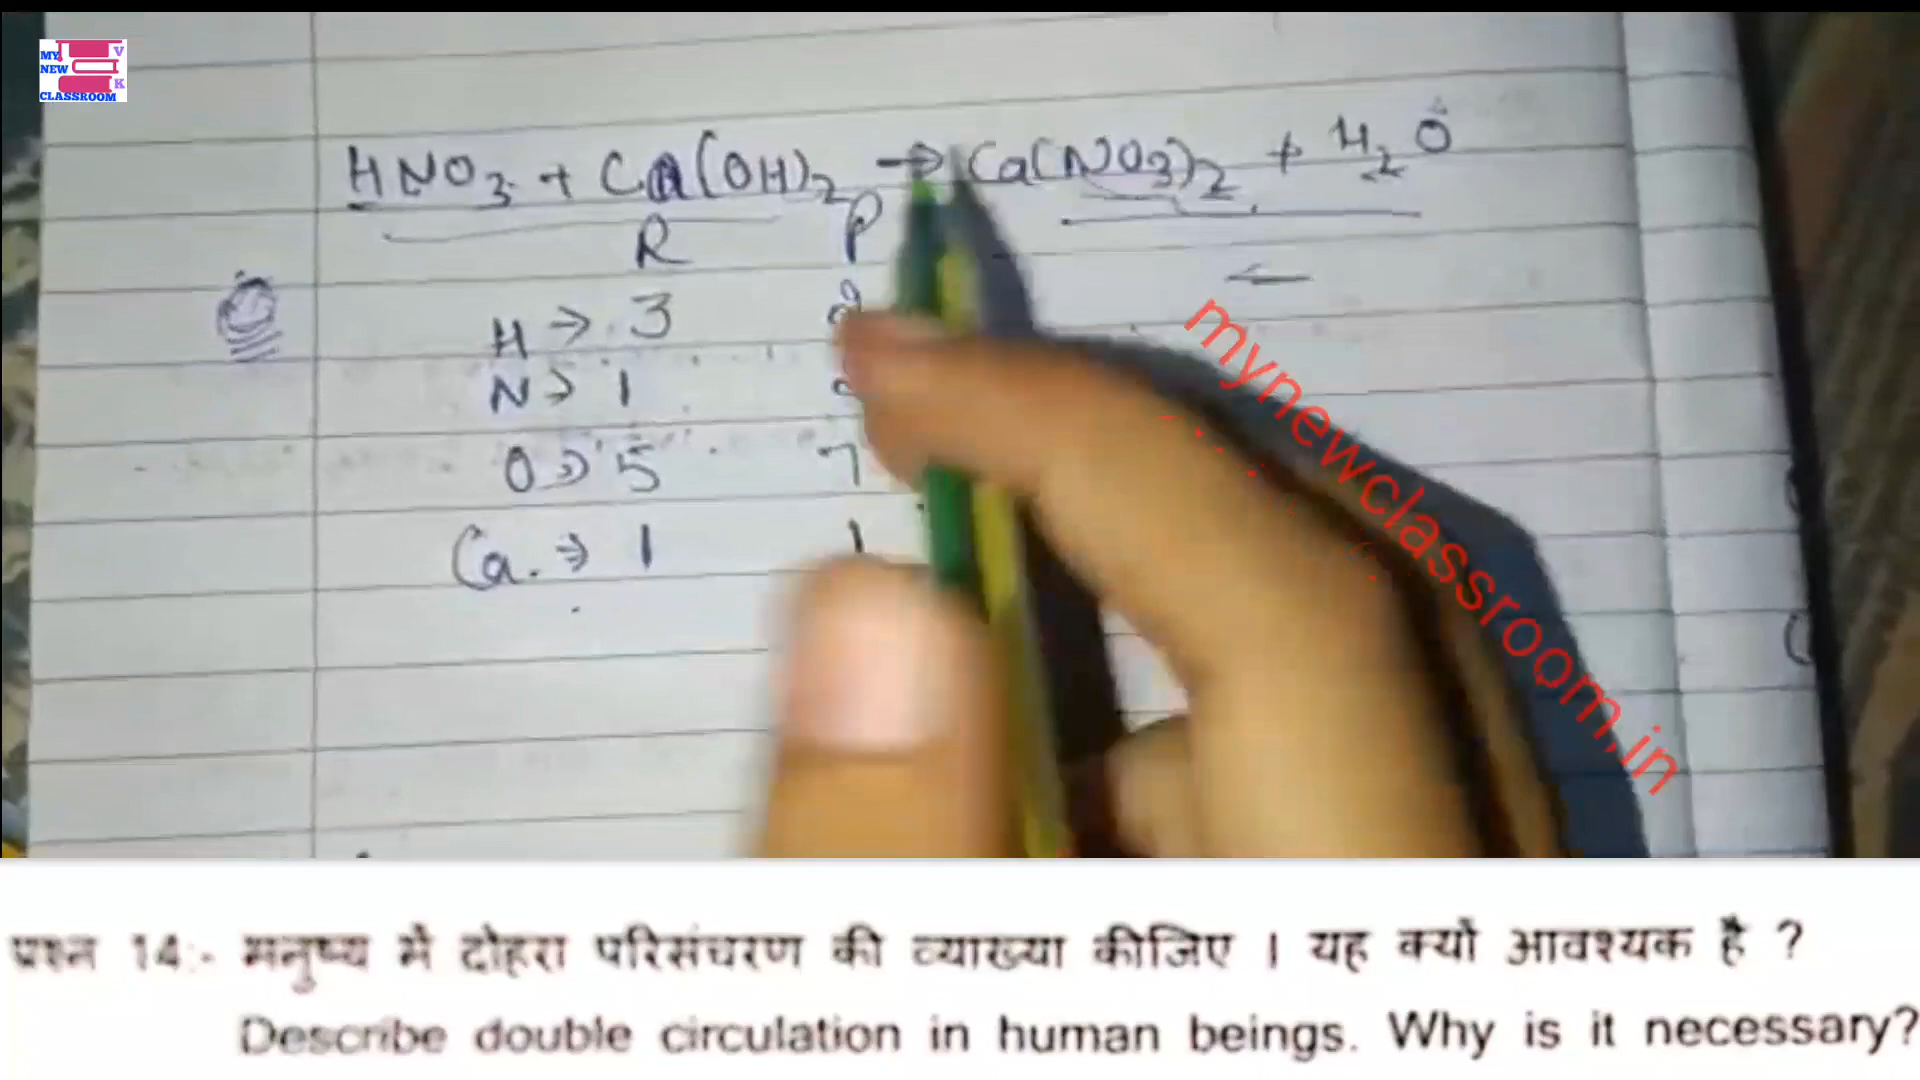 MY NEW CLASSROOM V K
HNO3 + Ca(OH)2 → Ca(NO3)2 + H2O
R P
H → 3 2
N > 1
O → 5 7
Ca. → 1 1
mynewclassroom.in
प्रश्न 14:- मनुष्य में दोहरा परिसंचरण की व्याख्या कीजिए । यह क्यों आवश्यक है ?
Describe double circulation in human beings. Why is it necessary?